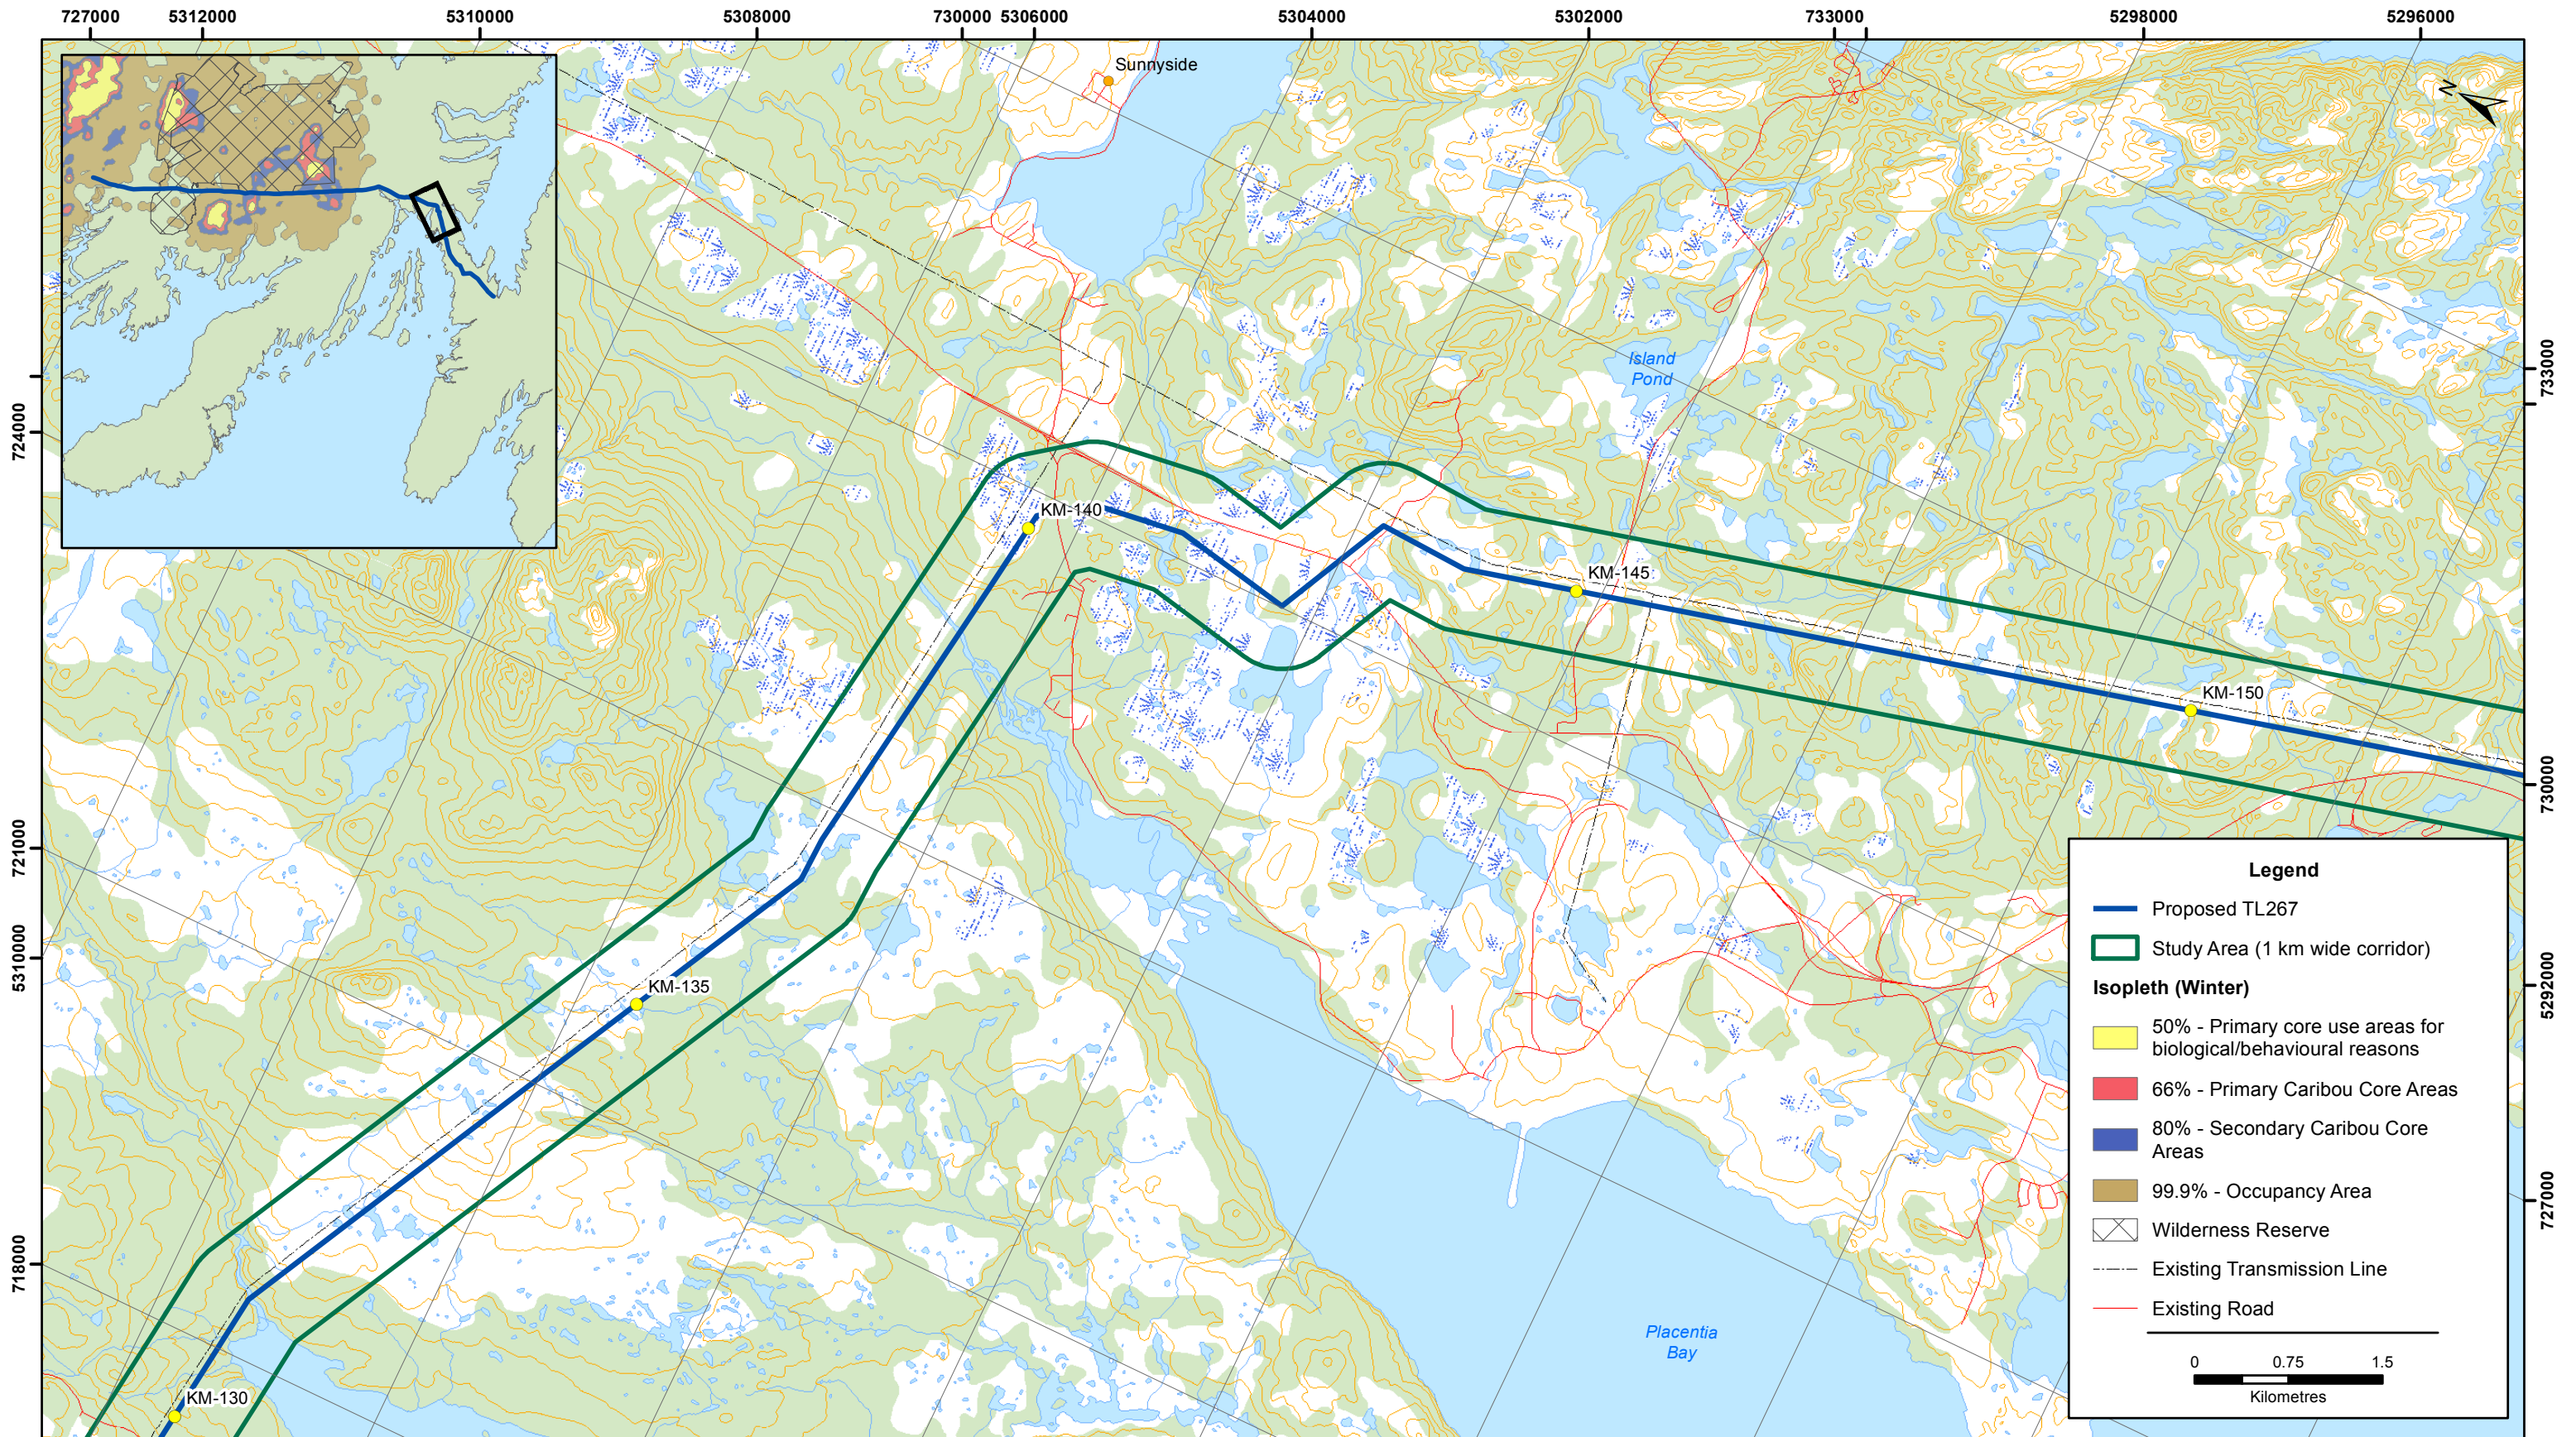 727000 5312000 5310000 5308000 730000 5306000 5304000 5302000 733000 5298000 5296000
Sunnyside
N
Island
Pond
733000
724000
KM-140
KM-145
KM-150
730000
721000
KM-135
5310000
5292000
727000
718000
KM-130
Placentia
Bay
Legend
Proposed TL267
Study Area (1 km wide corridor)
Isopleth (Winter)
50% - Primary core use areas for
biological/behavioural reasons
66% - Primary Caribou Core Areas
80% - Secondary Caribou Core
Areas
99.9% - Occupancy Area
Wilderness Reserve
Existing Transmission Line
Existing Road
0 0.75 1.5
Kilometres